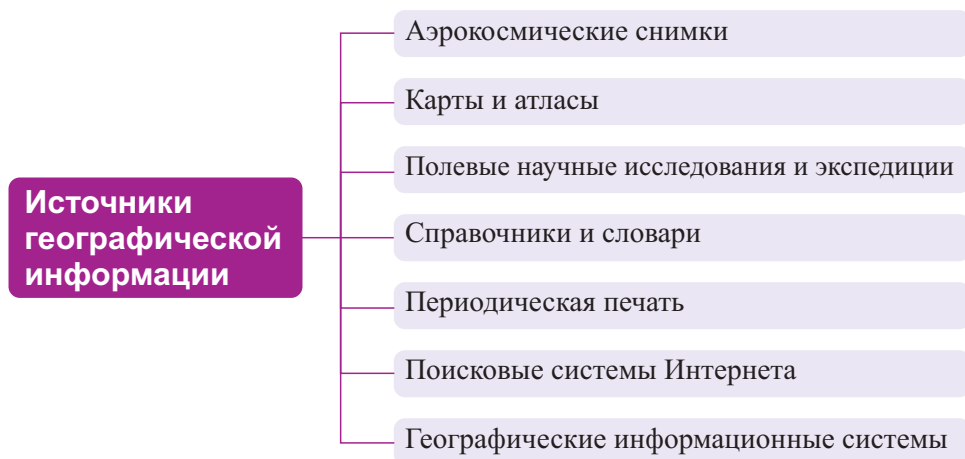 Источники
географической
информации
Аэрокосмические снимки
Карты и атласы
Полевые научные исследования и экспедиции
Справочники и словари
Периодическая печать
Поисковые системы Интернета
Географические информационные системы